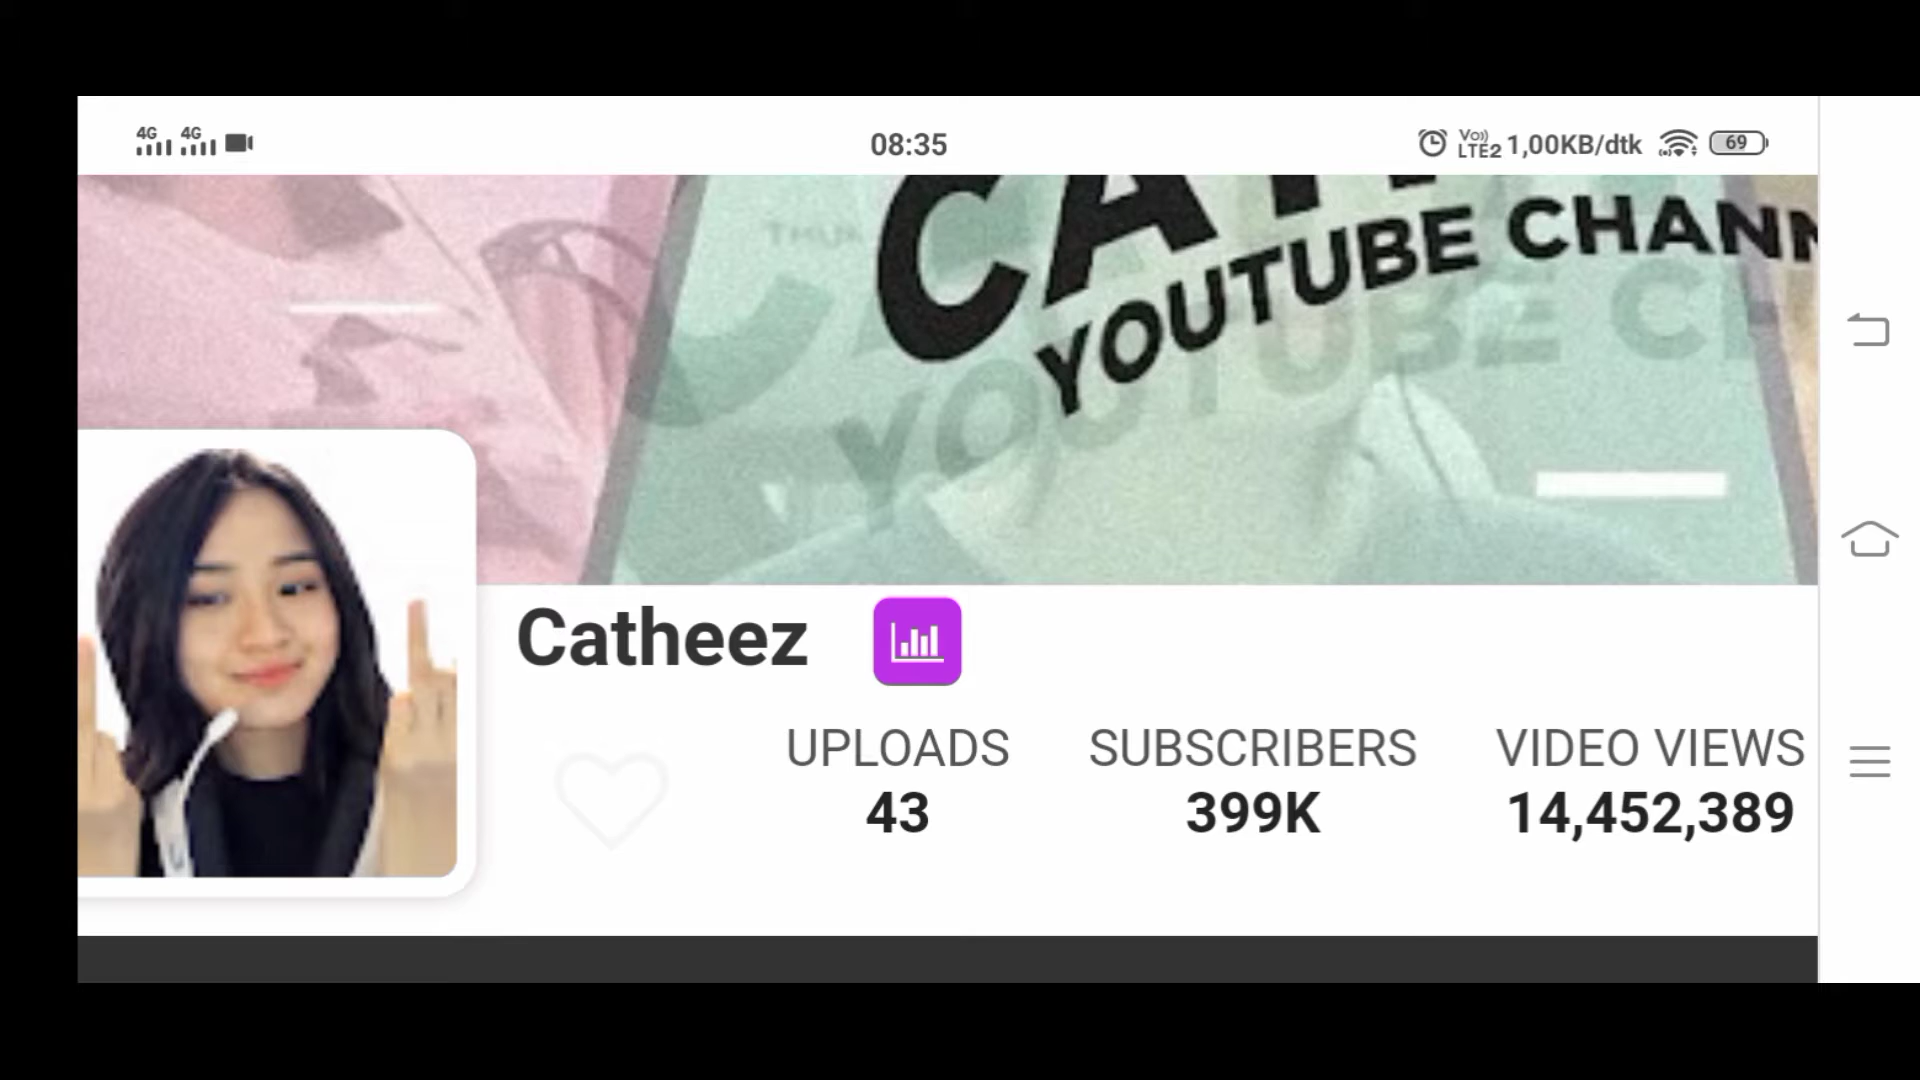 4G 4G 08:35 Vo)) LTE2 1,00KB/dtk 69
YOUTUBE CHANN
Catheez
UPLOADS SUBSCRIBERS VIDEO VIEWS
43 399K 14,452,389